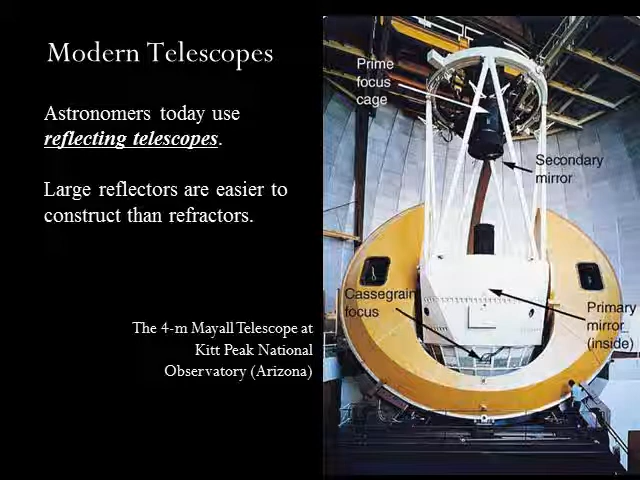 Modern Telescopes
Astronomers today use
reflecting telescopes.
Large reflectors are easier to
construct than refractors.
The 4-m Mayall Telescope at
Kitt Peak National
Observatory (Arizona)
Prime
focus
cage
Secondary
mirror
Cassegrain
focus
Primary
mirror
(inside)